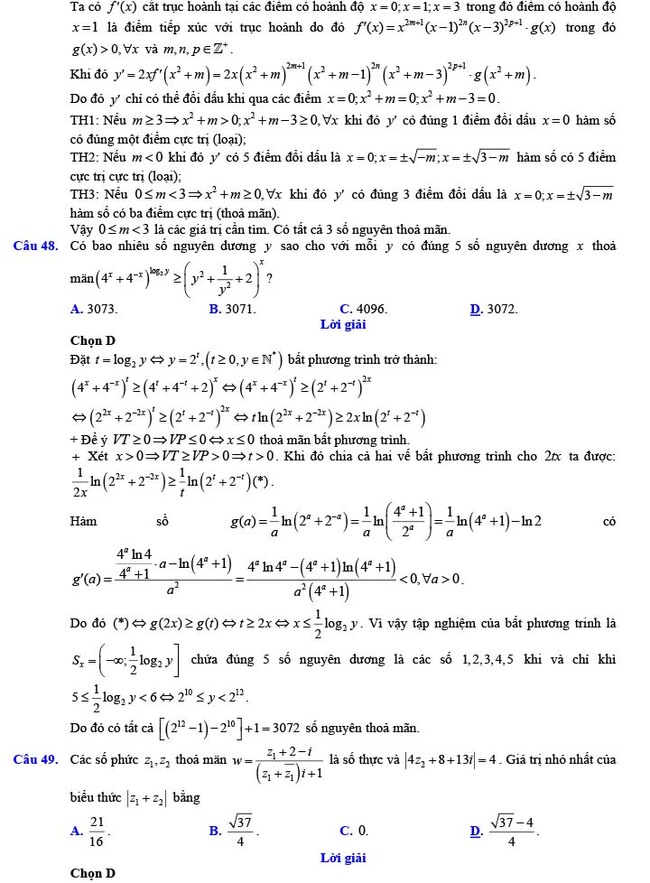 Ta có f'(x) cắt trục hoành tại các điểm có hoành độ x = 0; x = 1; x = 3 trong đó điểm có hoành độ
x = 1 là điểm tiếp xúc với trục hoành do đó f'(x) = x^{2m+1}(x−1)^{2n}(x−3)^{2p+1}·g(x) trong đó
g(x) > 0, ∀x và m, n, p ∈ Z⁺.
Khi đó y' = 2xf'(x² + m) = 2x(x² + m)^{2m+1}(x² + m − 1)^{2n}(x² + m − 3)^{2p+1}·g(x² + m).
Do đó y' chỉ có thể đổi dấu khi qua các điểm x = 0; x² + m = 0; x² + m − 3 = 0.
TH1: Nếu m ≥ 3 ⇒ x² + m > 0; x² + m − 3 ≥ 0, ∀x khi đó y' có đúng 1 điểm đổi dấu x = 0 hàm số
có đúng một điểm cực trị (loại);
TH2: Nếu m < 0 khi đó y' có 5 điểm đổi dấu là x = 0; x = ±√(−m); x = ±√(3 − m) hàm số có 5 điểm
cực trị cực trị (loại);
TH3: Nếu 0 ≤ m < 3 ⇒ x² + m ≥ 0, ∀x khi đó y' có đúng 3 điểm đổi dấu là x = 0; x = ±√(3 − m)
hàm số có ba điểm cực trị (thoả mãn).
Vậy 0 ≤ m < 3 là các giá trị cần tìm. Có tất cả 3 số nguyên thoả mãn.
Câu 48. Có bao nhiêu số nguyên dương y sao cho với mỗi y có đúng 5 số nguyên dương x thoả
mãn (4^x + 4^{−x})^{log₂ y} ≥ (y² + 1/y² + 2)^x ?
A. 3073. B. 3071. C. 4096. D. 3072.
Lời giải
Chọn D
Đặt t = log₂ y ⇔ y = 2^t, (t ≥ 0, y ∈ N*) bất phương trình trở thành:
(4^x + 4^{−x})^t ≥ (4^t + 4^{−t} + 2)^x ⇔ (4^x + 4^{−x})^t ≥ (2^t + 2^{−t})^{2x}
⇔ (2^{2x} + 2^{−2x})^t ≥ (2^t + 2^{−t})^{2x} ⇔ t ln(2^{2x} + 2^{−2x}) ≥ 2x ln(2^t + 2^{−t})
+ Để ý VT ≥ 0 ⇒ VP ≤ 0 ⇔ x ≤ 0 thoả mãn bất phương trình.
+ Xét x > 0 ⇒ VT ≥ VP > 0 ⇒ t > 0. Khi đó chia cả hai vế bất phương trình cho 2tx ta được:
1/(2x) ln(2^{2x} + 2^{−2x}) ≥ 1/t ln(2^t + 2^{−t}) (*).
Hàm số g(a) = 1/a ln(2^a + 2^{−a}) = 1/a ln((4^a + 1)/2^a) = 1/a ln(4^a + 1) − ln 2 có
g'(a) = ((4^a ln 4)/(4^a + 1)·a − ln(4^a + 1))/a² = (4^a ln 4^a − (4^a + 1)ln(4^a + 1))/(a²(4^a + 1)) < 0, ∀a > 0.
Do đó (*) ⇔ g(2x) ≥ g(t) ⇔ t ≥ 2x ⇔ x ≤ 1/2 log₂ y. Vì vậy tập nghiệm của bất phương trình là
S_x = (−∞; 1/2 log₂ y] chứa đúng 5 số nguyên dương là các số 1, 2, 3, 4, 5 khi và chỉ khi
5 ≤ 1/2 log₂ y < 6 ⇔ 2^{10} ≤ y < 2^{12}.
Do đó có tất cả [(2^{12} − 1) − 2^{10}] + 1 = 3072 số nguyên thoả mãn.
Câu 49. Các số phức z₁, z₂ thoả mãn w = (z₁ + 2 − i)/((z₁ + z̄₁)i + 1) là số thực và |4z₂ + 8 + 13i| = 4. Giá trị nhỏ nhất của
biểu thức |z₁ + z₂| bằng
A. 21/16. B. √37/4. C. 0. D. (√37 − 4)/4.
Lời giải
Chọn D